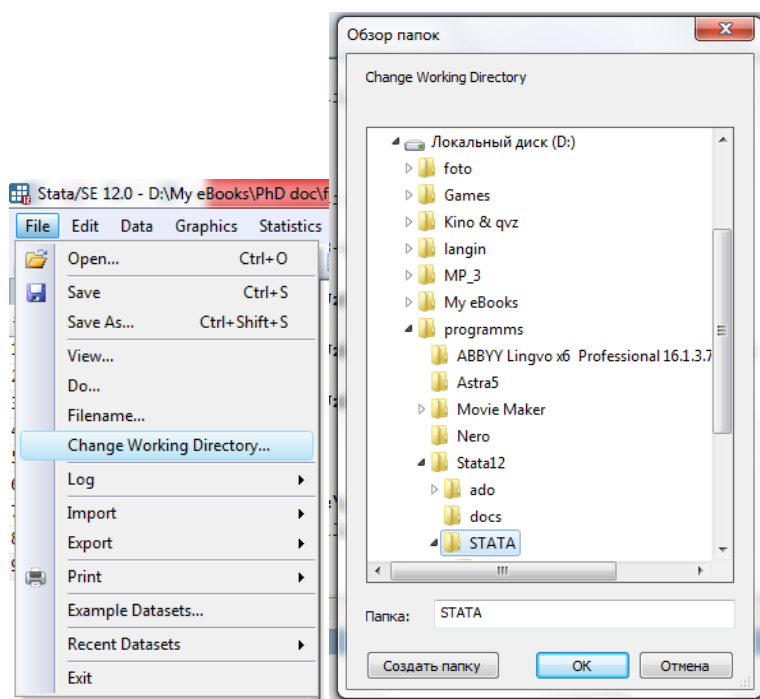 Stata/SE 12.0 - D:\My eBooks\PhD doc\f
File Edit Data Graphics Statistics
Open... Ctrl+O
Save Ctrl+S
Save As... Ctrl+Shift+S
View...
Do...
Filename...
Change Working Directory...
Log
Import
Export
Print
Example Datasets...
Recent Datasets
Exit
Обзор папок
Change Working Directory
Локальный диск (D:)
foto
Games
Kino & qvz
langin
MP_3
My eBooks
programms
ABBYY Lingvo x6 Professional 16.1.3.7
Astra5
Movie Maker
Nero
Stata12
ado
docs
STATA
Папка: STATA
Создать папку OK Отмена